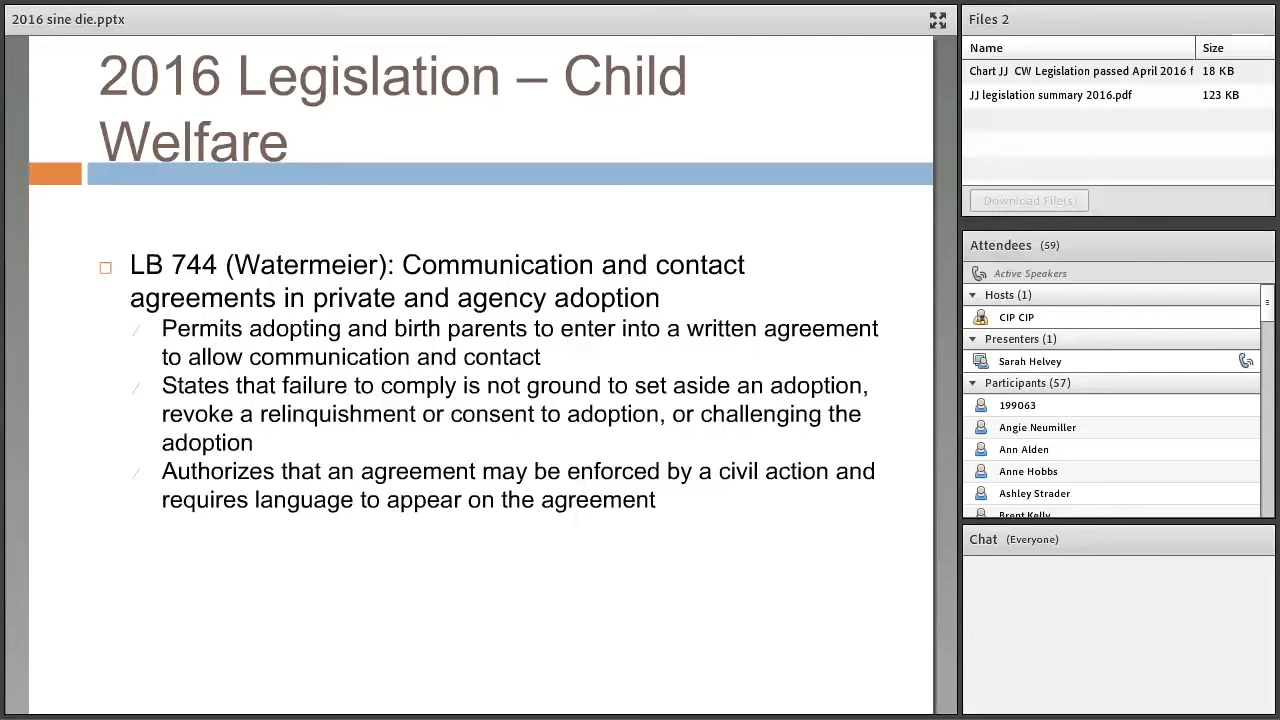 2016 sine die.pptx
2016 Legislation – Child
Welfare
LB 744 (Watermeier): Communication and contact
agreements in private and agency adoption
Permits adopting and birth parents to enter into a written agreement
to allow communication and contact
States that failure to comply is not ground to set aside an adoption,
revoke a relinquishment or consent to adoption, or challenging the
adoption
Authorizes that an agreement may be enforced by a civil action and
requires language to appear on the agreement
Files 2
Name Size
Chart JJ CW Legislation passed April 2016 f 18 KB
JJ legislation summary 2016.pdf 123 KB
Download File(s)
Attendees (59)
Active Speakers
Hosts (1)
CIP CIP
Presenters (1)
Sarah Helvey
Participants (57)
199063
Angie Neumiller
Ann Alden
Anne Hobbs
Ashley Strader
Brent Kelly
Chat (Everyone)